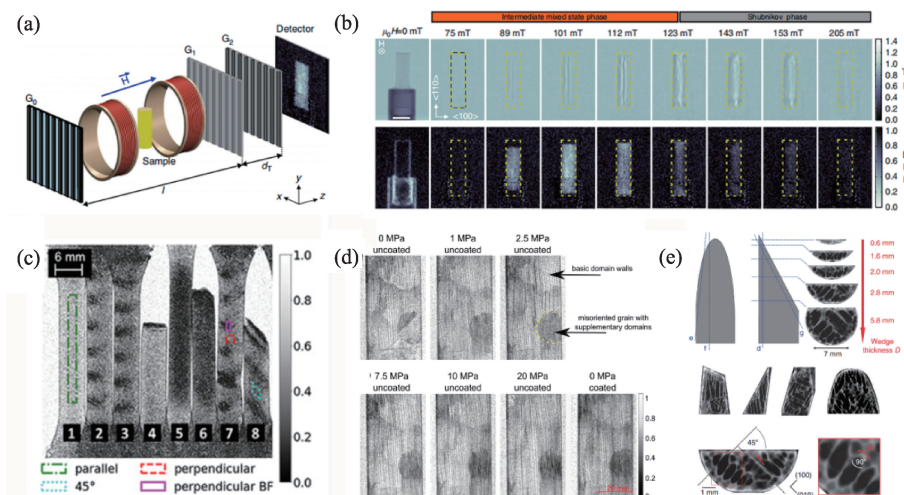 (a)
G₀
H
Sample
G₁
G₂
Detector
l
d_T
x
y
z
(b)
Intermediate mixed state phase
Shubnikov phase
μ₀H=0 mT
75 mT
89 mT
101 mT
112 mT
123 mT
143 mT
153 mT
205 mT
H
<110>
<100>
1.4
1.2
1.0
0.8
0.6
0.4
0.2
0.0
1.0
0.8
0.6
0.4
0.2
0.0
(c)
6 mm
1.0
0.8
0.6
0.4
0.2
0.0
1 2 3 4 5 6 7 8
parallel
perpendicular
45°
perpendicular BF
(d)
0 MPa
uncoated
1 MPa
uncoated
2.5 MPa
uncoated
basic domain walls
misoriented grain with
supplementary domains
7.5 MPa
uncoated
10 MPa
uncoated
20 MPa
uncoated
0 MPa
coated
1
0.8
0.6
0.4
0.2
0
(e)
e
f
d
g
0.6 mm
1.6 mm
2.0 mm
2.8 mm
5.8 mm
Wedge
thickness D
7 mm
45°
1 mm
(100)
90°